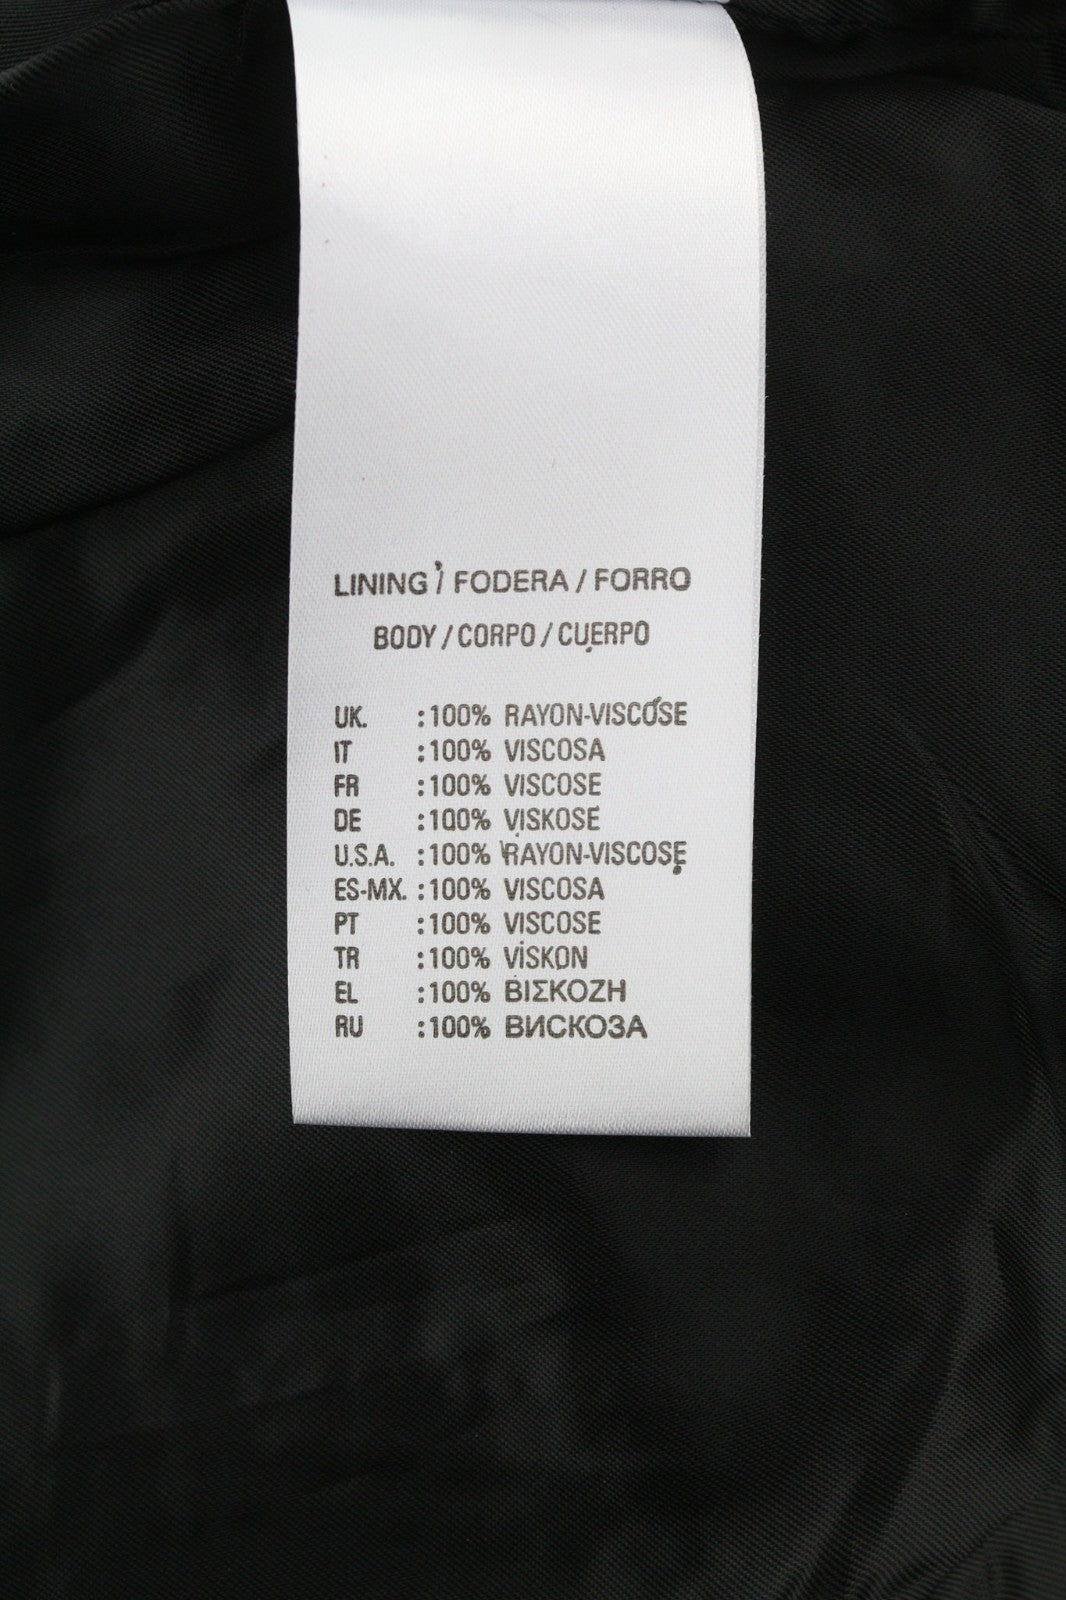 LINING / FODERA / FORRO
BODY / CORPO / CUERPO
UK. :100% RAYON-VISCOSE
IT :100% VISCOSA
FR :100% VISCOSE
DE :100% VISKOSE
U.S.A. :100% RAYON-VISCOSE
ES-MX. :100% VISCOSA
PT :100% VISCOSE
TR :100% VİSKON
EL :100% ΒΙΣΚΟΖΗ
RU :100% ВИСКОЗА